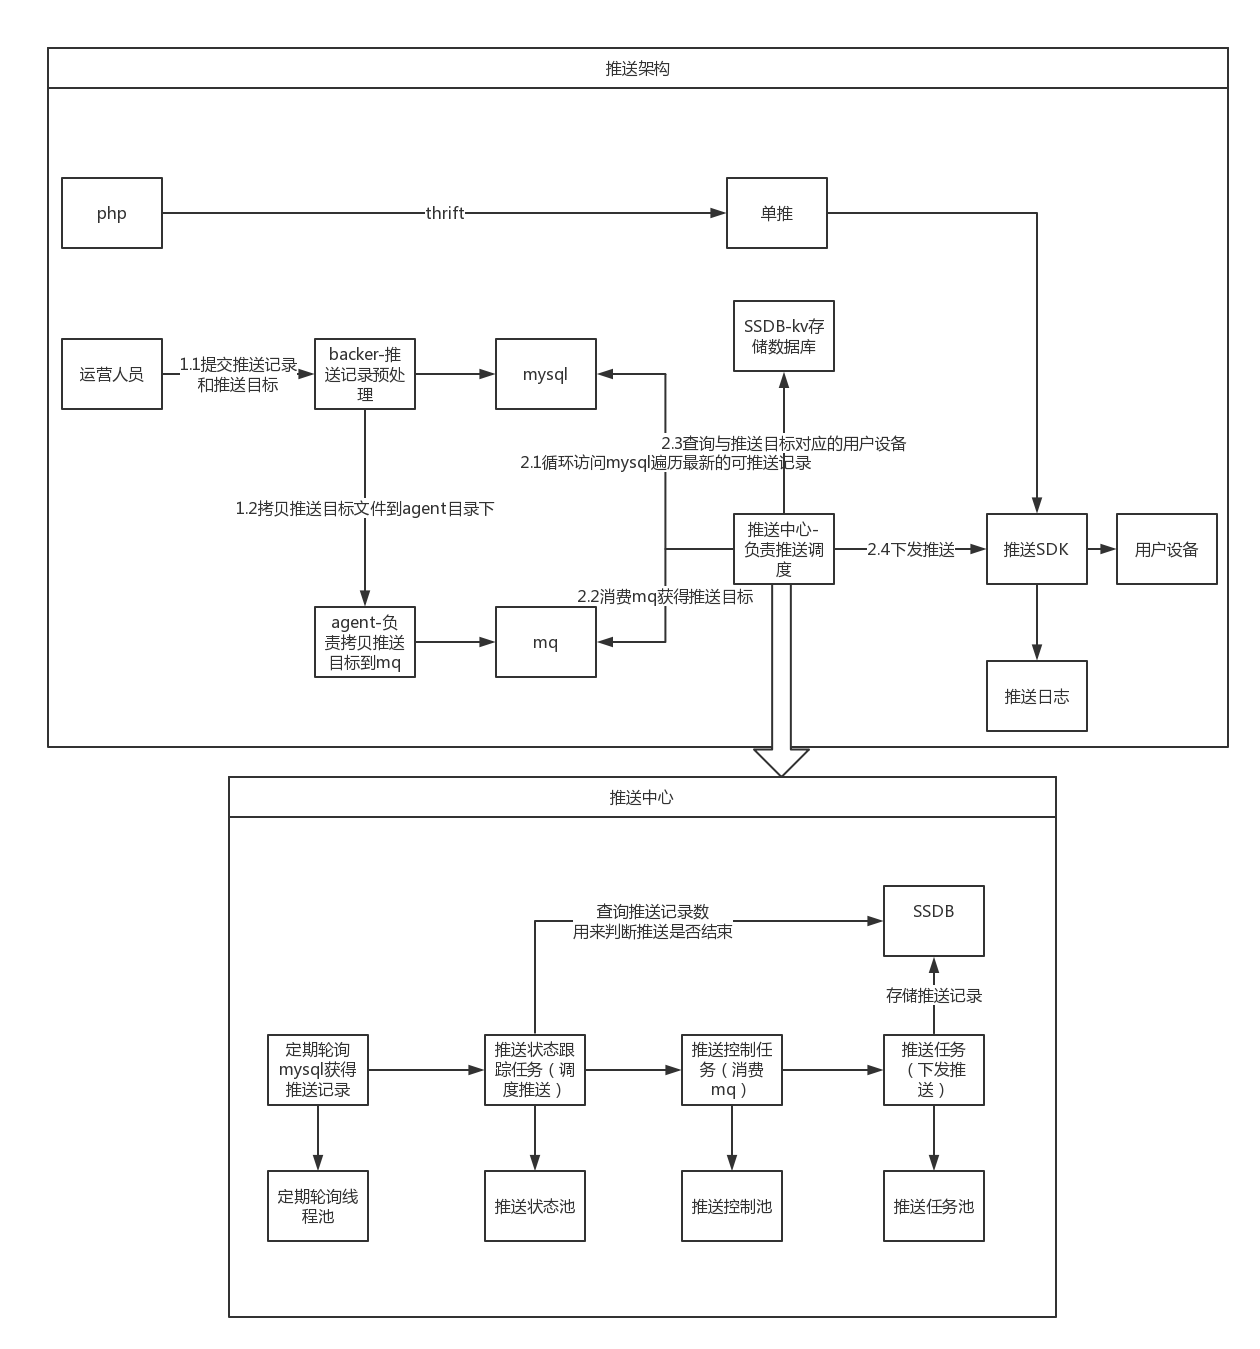 推送架构
php
thrift
单推
SSDB-kv存
储数据库
运营人员
1.1提交推送记录
和推送目标
backer-推
送记录预处
理
mysql
2.3查询与推送目标对应的用户设备
2.1循环访问mysql遍历最新的可推送记录
1.2拷贝推送目标文件到agent目录下
推送中心-
负责推送调
度
2.4下发推送
推送SDK
用户设备
2.2消费mq获得推送目标
agent-负
责拷贝推送
目标到mq
mq
推送日志
推送中心
查询推送记录数
用来判断推送是否结束
SSDB
存储推送记录
定期轮询
mysql获得
推送记录
推送状态跟
踪任务（调
度推送）
推送控制任
务（消费
mq）
推送任务
（下发推
送）
定期轮询线
程池
推送状态池
推送控制池
推送任务池